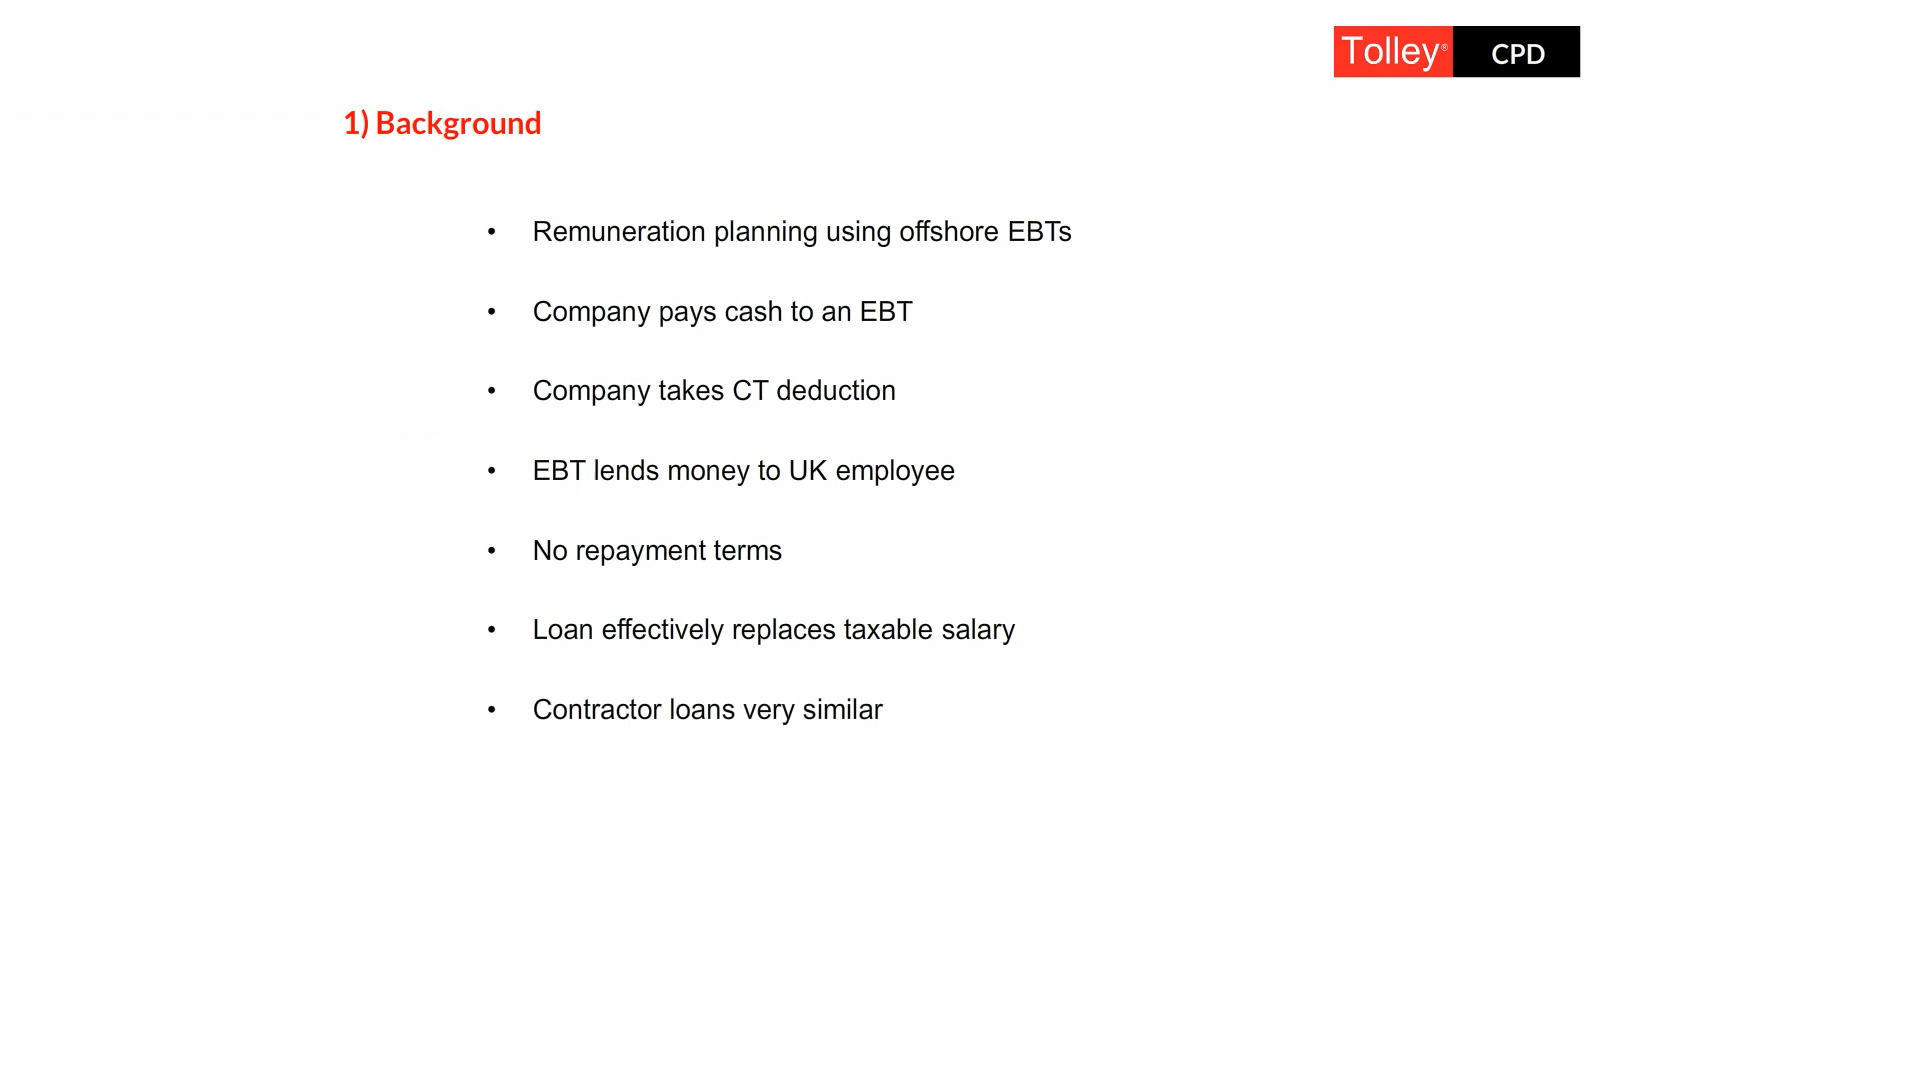 Tolley® CPD
1) Background
• Remuneration planning using offshore EBTs
• Company pays cash to an EBT
• Company takes CT deduction
• EBT lends money to UK employee
• No repayment terms
• Loan effectively replaces taxable salary
• Contractor loans very similar